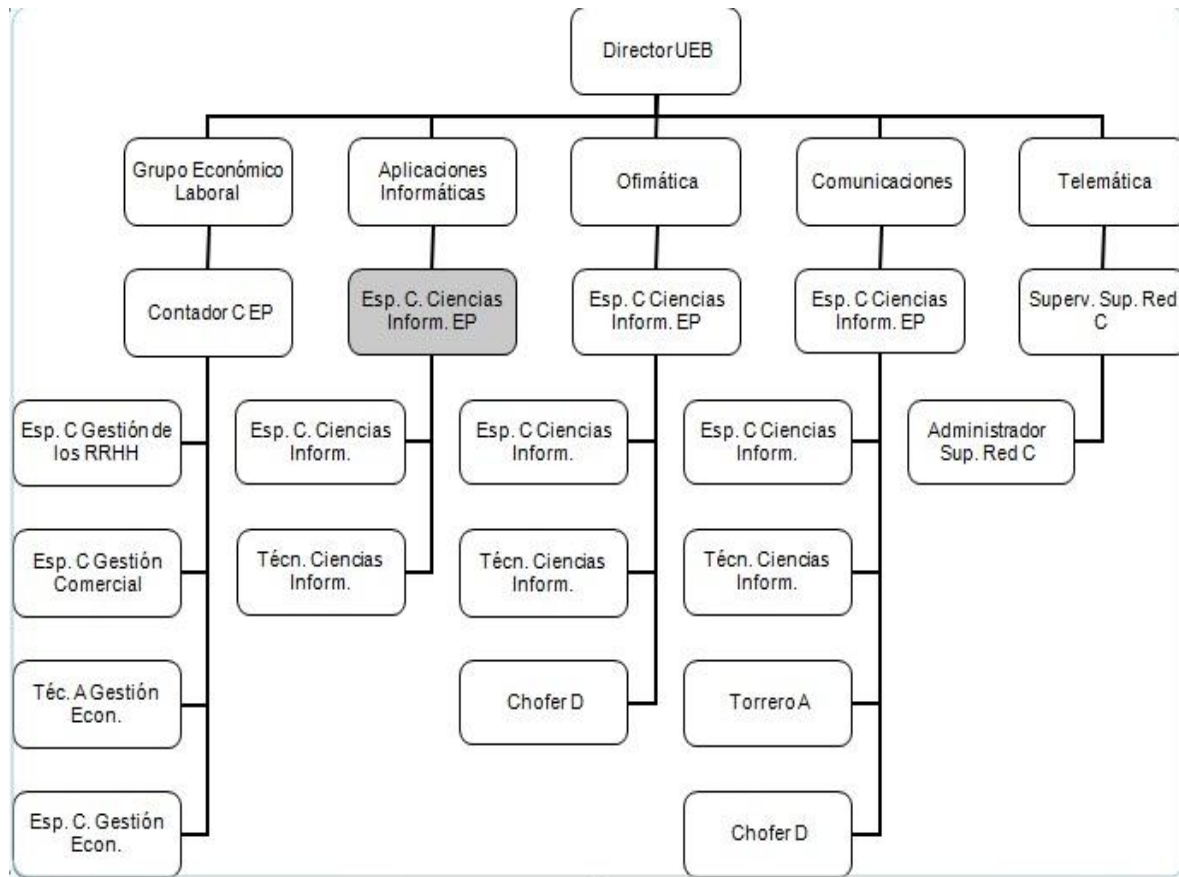 Director UEB
Grupo Económico
Laboral
Aplicaciones
Informáticas
Ofimática
Comunicaciones
Telemática
Contador C EP
Esp. C. Ciencias
Inform. EP
Esp. C Ciencias
Inform. EP
Esp. C Ciencias
Inform. EP
Superv. Sup. Red
C
Esp. C Gestión de
los RRHH
Esp. C. Ciencias
Inform.
Esp. C Ciencias
Inform.
Esp. C Ciencias
Inform.
Administrador
Sup. Red C
Esp. C Gestión
Comercial
Técn. Ciencias
Inform.
Técn. Ciencias
Inform.
Técn. Ciencias
Inform.
Téc. A Gestión
Econ.
Chofer D
Torrero A
Esp. C. Gestión
Econ.
Chofer D